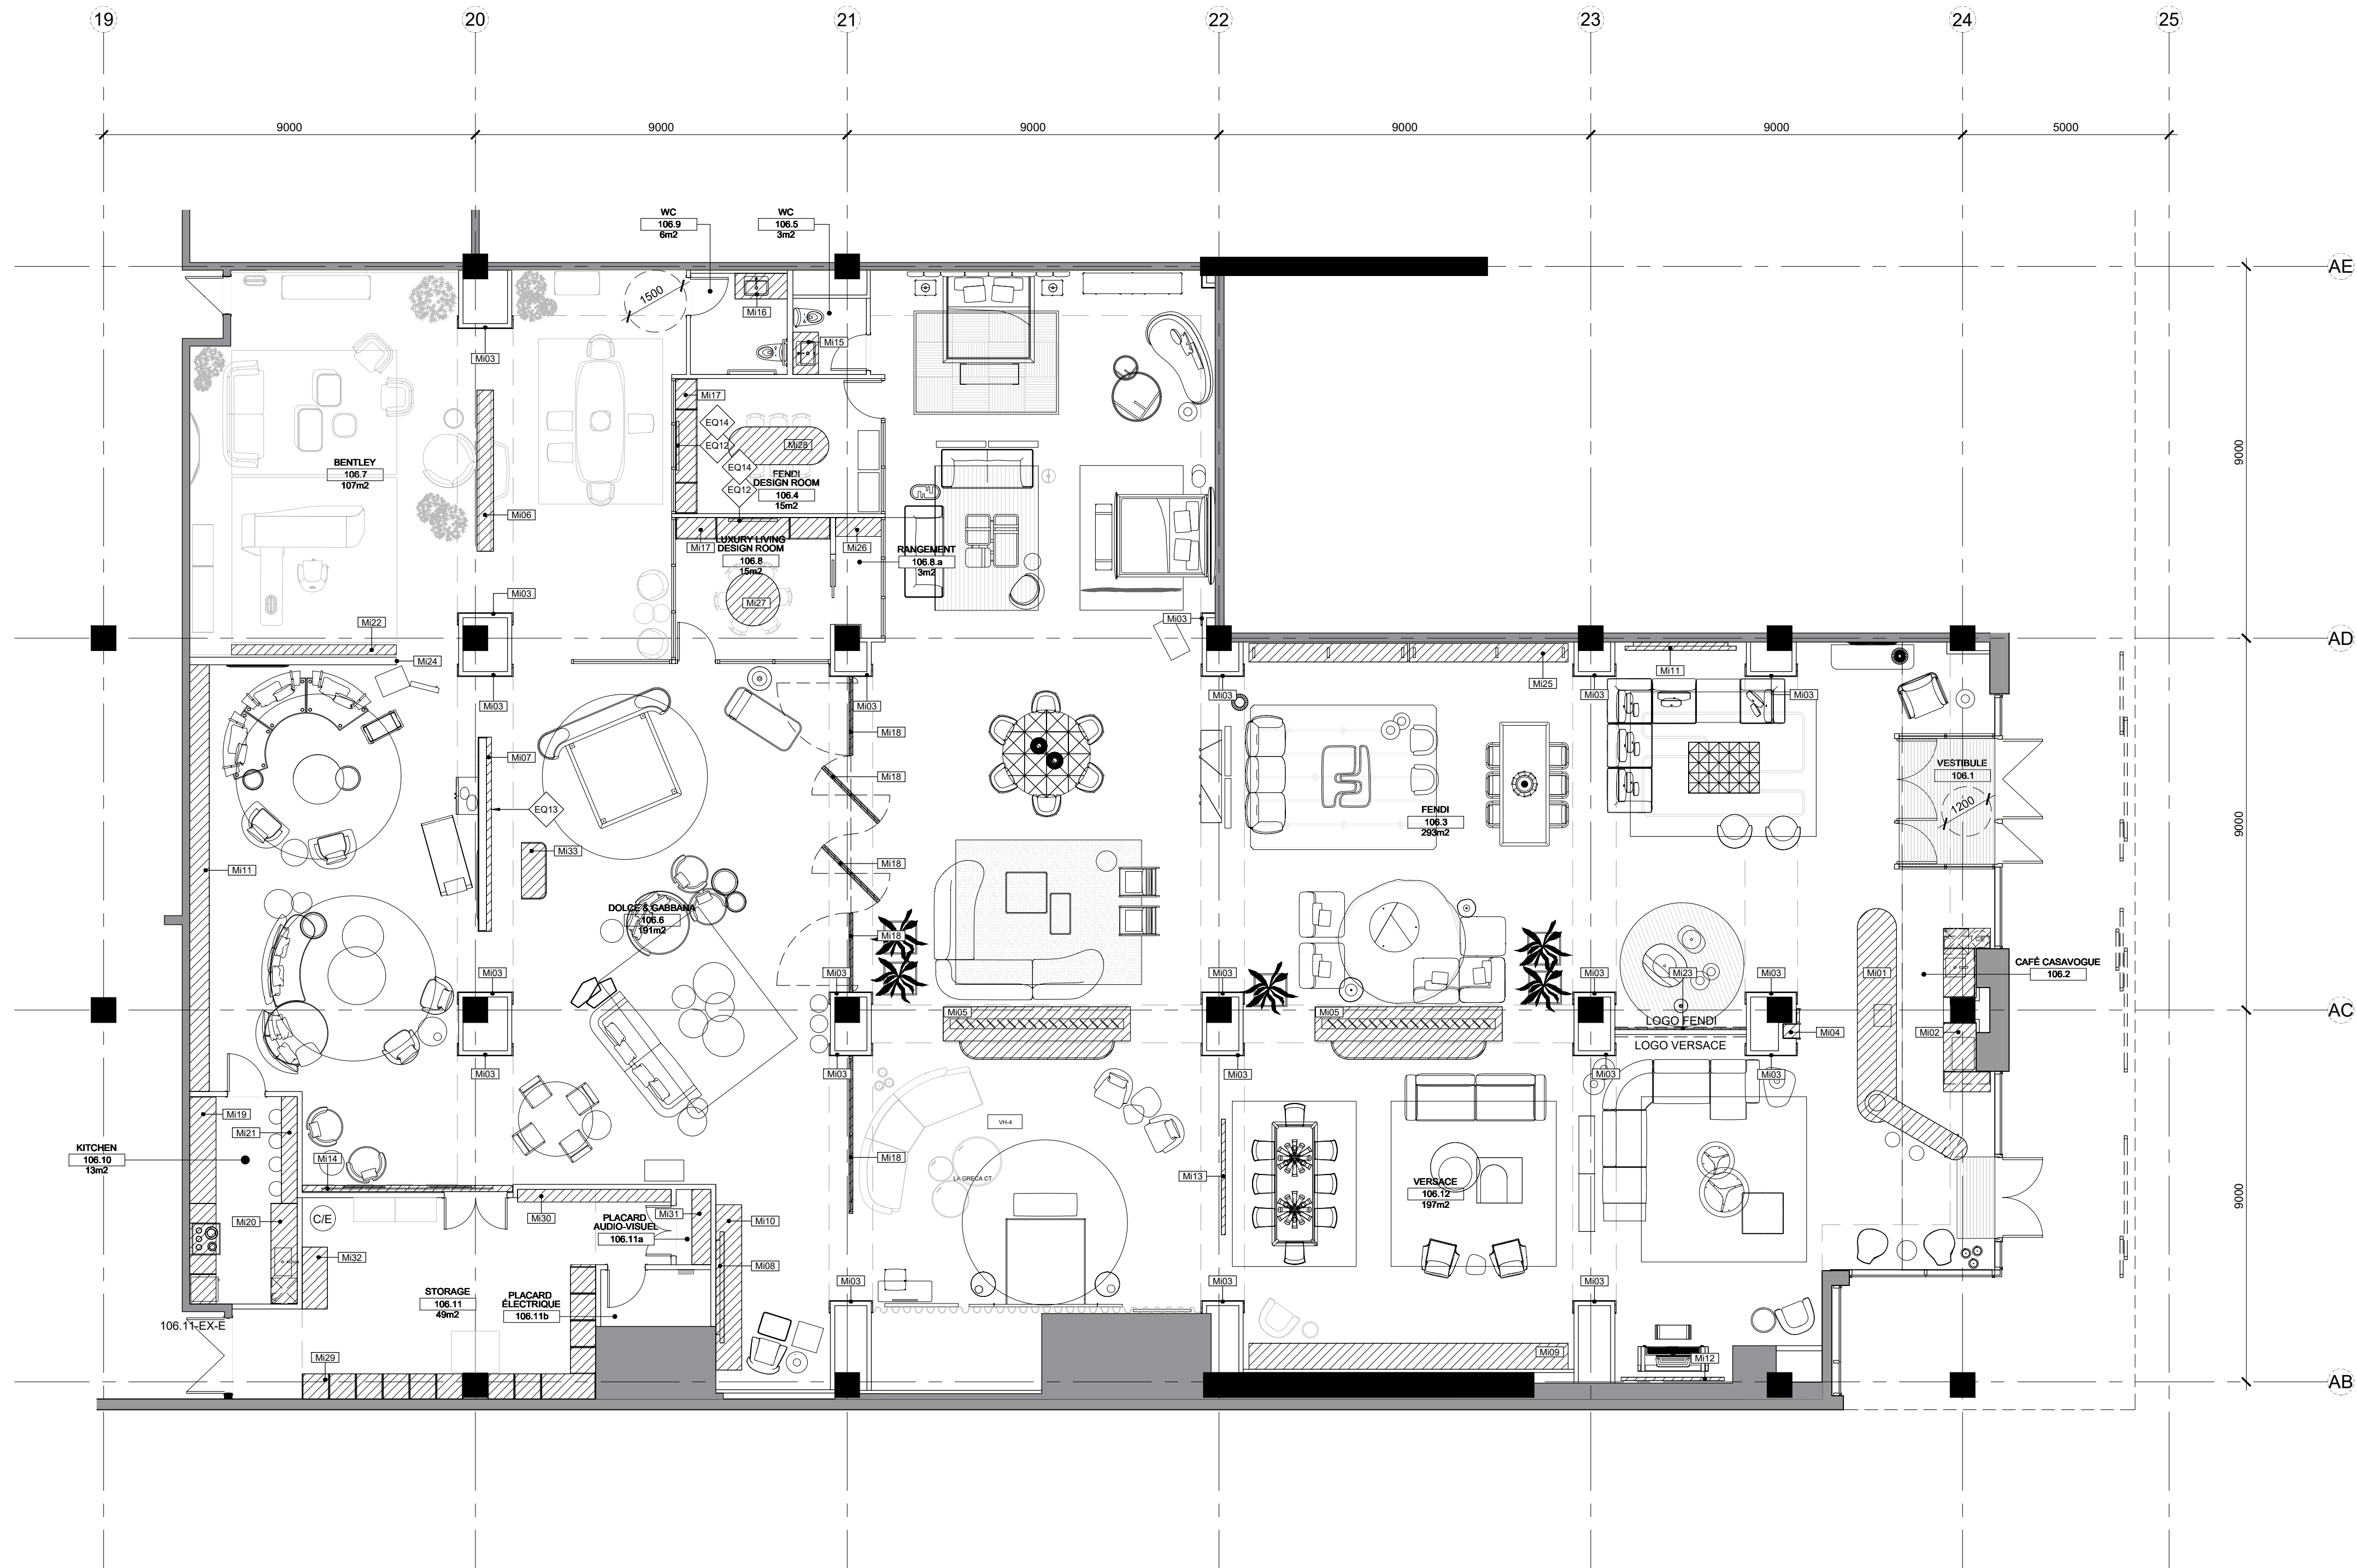 19
20
21
22
23
24
25
9000
9000
9000
9000
9000
5000
WC
106.9
6m2
WC
106.5
3m2
AE
1500
Mi16
Mi15
Mi03
Mi17
EQ14
EQ12
Mi28
EQ14
EQ12
FENDI
DESIGN ROOM
106.4
15m2
BENTLEY
106.7
107m2
9000
Mi06
Mi17
LUXURY LIVING
DESIGN ROOM
106.8
15m2
Mi26
RANGEMENT
106.8.a
3m2
Mi03
Mi27
Mi22
Mi03
AD
Mi24
Mi03
Mi03
Mi03
Mi25
Mi03
Mi11
Mi03
Mi18
Mi07
Mi18
VESTIBULE
106.1
1200
EQ13
FENDI
106.3
293m2
9000
Mi33
Mi18
Mi11
DOLCE & GABBANA
106.6
191m2
Mi18
Mi03
Mi03
Mi03
Mi03
Mi23
Mi03
Mi01
CAFÉ CASAVOGUE
106.2
AC
Mi05
Mi05
LOGO FENDI
LOGO VERSACE
Mi04
Mi02
Mi03
Mi03
Mi03
Mi03
Mi03
Mi19
Mi21
VH-4
KITCHEN
106.10
13m2
Mi14
Mi18
LA GRECA CT
Mi13
VERSACE
106.12
197m2
9000
Mi20
C/E
Mi30
PLACARD
AUDIO-VISUEL
106.11a
Mi31
Mi10
Mi32
Mi08
STORAGE
106.11
49m2
PLACARD
ÉLECTRIQUE
106.11b
Mi03
Mi03
Mi03
106.11-EX-E
Mi29
Mi09
Mi12
AB